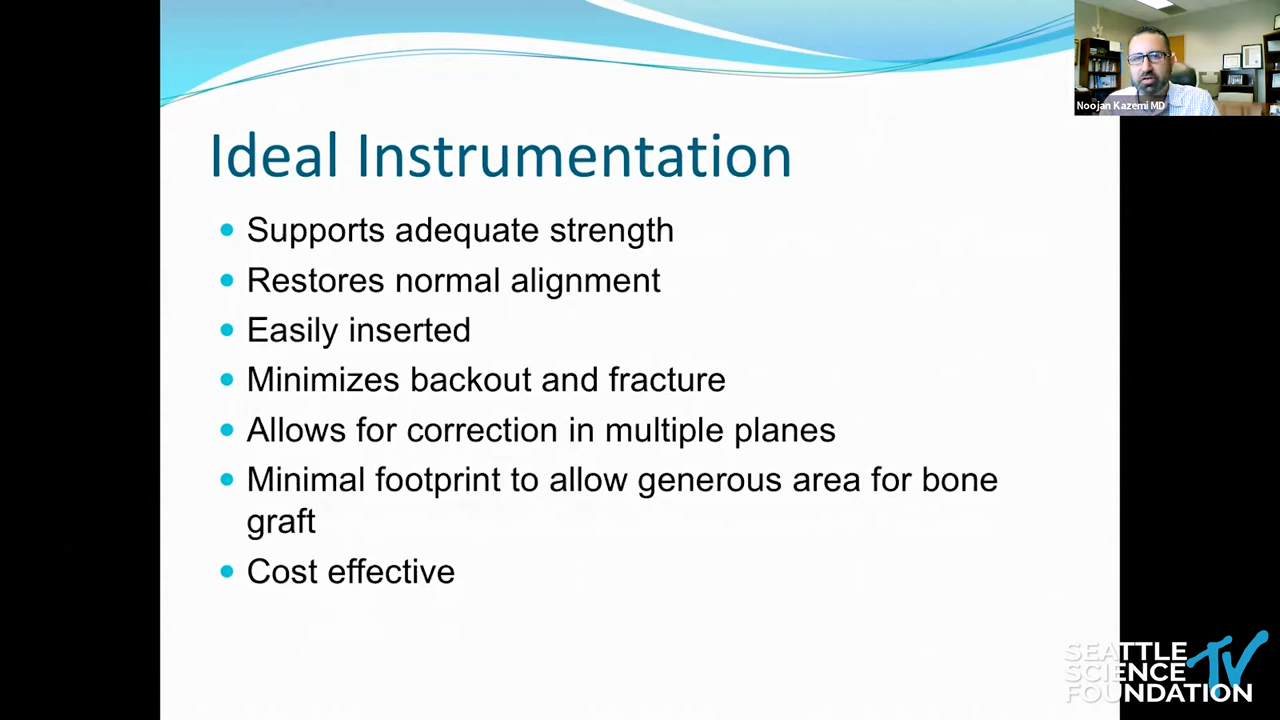 Noojan Kazemi MD
Ideal Instrumentation
Supports adequate strength
Restores normal alignment
Easily inserted
Minimizes backout and fracture
Allows for correction in multiple planes
Minimal footprint to allow generous area for bone
graft
Cost effective
SEATTLE
SCIENCE
FOUNDATION
TV